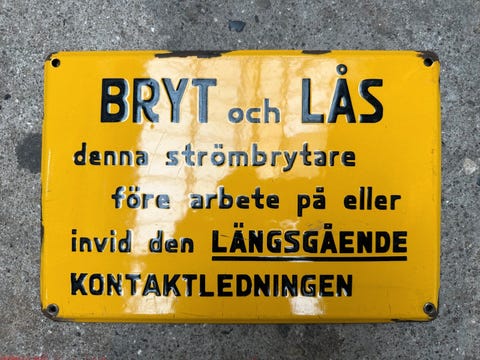 BRYT och LÅS
denna strömbrytare
före arbete på eller
invid den LÄNGSGÅENDE
KONTAKTLEDNINGEN